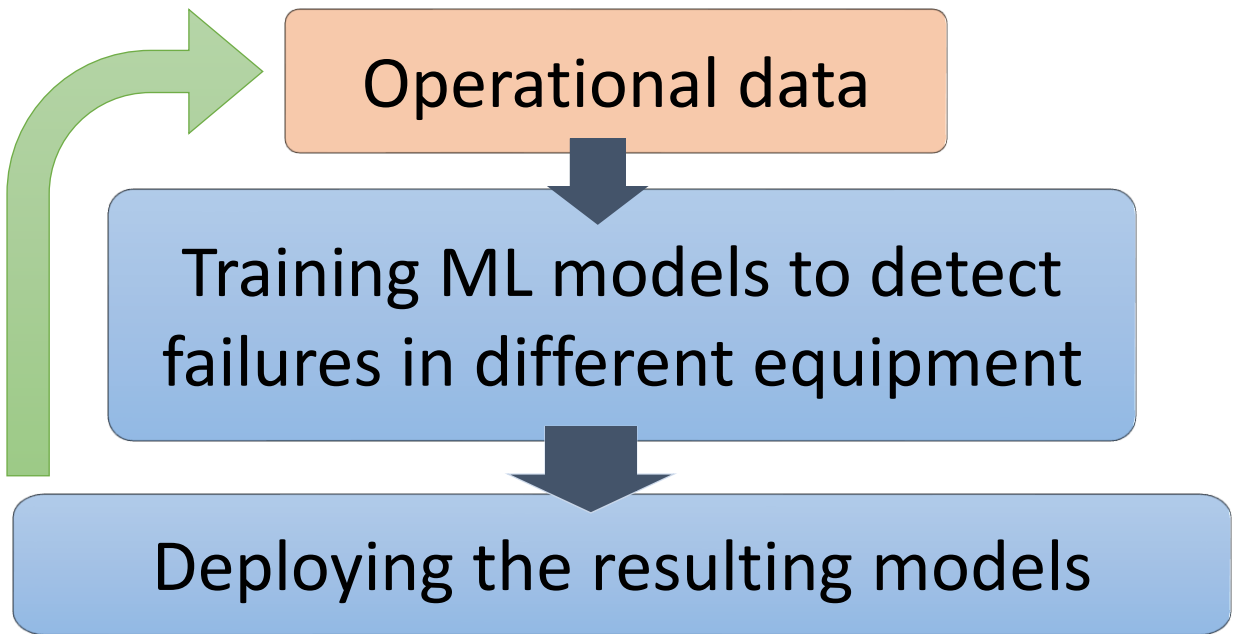 Operational data
Training ML models to detect
failures in different equipment
Deploying the resulting models